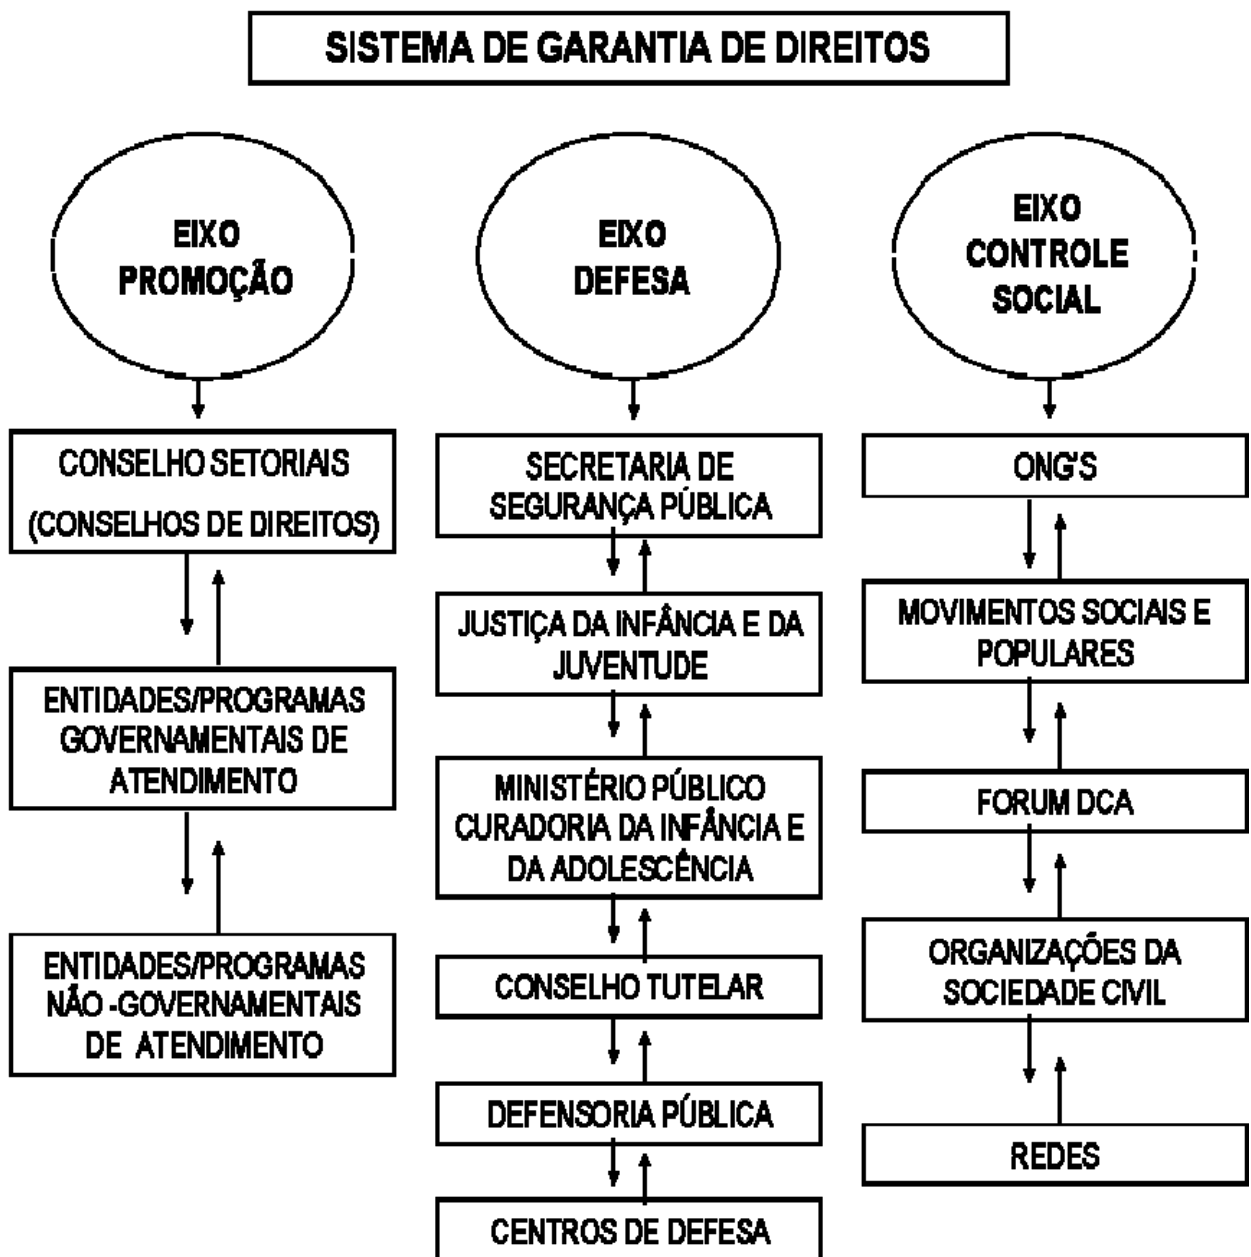 SISTEMA DE GARANTIA DE DIREITOS
EIXO
PROMOÇÃO
CONSELHO SETORIAIS
(CONSELHOS DE DIREITOS)
ENTIDADES/PROGRAMAS
GOVERNAMENTAIS DE
ATENDIMENTO
ENTIDADES/PROGRAMAS
NÃO -GOVERNAMENTAIS
DE ATENDIMENTO
EIXO
DEFESA
SECRETARIA DE
SEGURANÇA PÚBLICA
JUSTIÇA DA INFÂNCIA E DA
JUVENTUDE
MINISTÉRIO PÚBLICO
CURADORIA DA INFÂNCIA E
DA ADOLESCÊNCIA
CONSELHO TUTELAR
DEFENSORIA PÚBLICA
CENTROS DE DEFESA
EIXO
CONTROLE
SOCIAL
ONG'S
MOVIMENTOS SOCIAIS E
POPULARES
FORUM DCA
ORGANIZAÇÕES DA
SOCIEDADE CIVIL
REDES